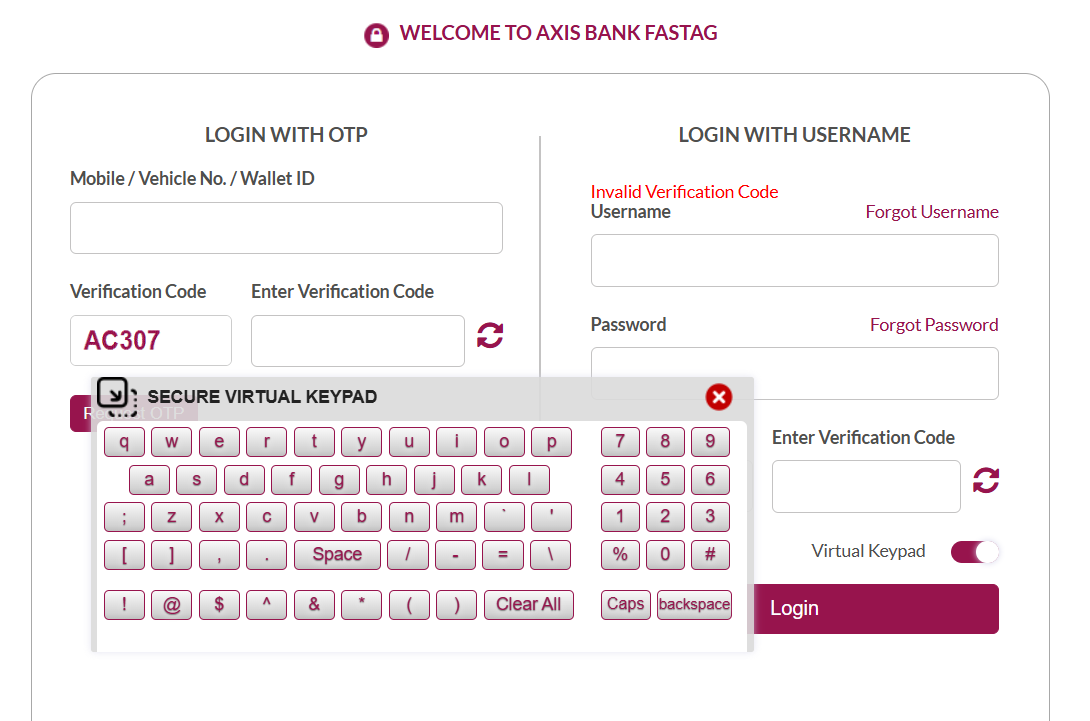 WELCOME TO AXIS BANK FASTAG
LOGIN WITH OTP
Mobile / Vehicle No. / Wallet ID
Verification Code
Enter Verification Code
AC307
LOGIN WITH USERNAME
Invalid Verification Code
Username
Forgot Username
Password
Forgot Password
Enter Verification Code
Virtual Keypad
Login
SECURE VIRTUAL KEYPAD
q w e r t y u i o p 7 8 9
a s d f g h j k l 4 5 6
; z x c v b n m ` ' 1 2 3
[ ] , . Space / - = \ % 0 #
! @ $ ^ & * ( ) Clear All Caps backspace